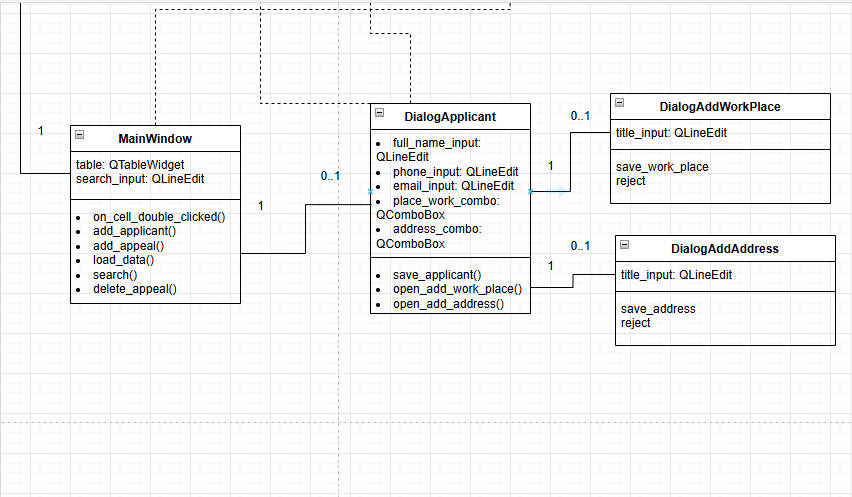 1
MainWindow
table: QTableWidget
search_input: QLineEdit
• on_cell_double_clicked()
• add_applicant()
• add_appeal()
• load_data()
• search()
• delete_appeal()
1
0..1
DialogApplicant
• full_name_input:
QLineEdit
• phone_input: QLineEdit
• email_input: QLineEdit
• place_work_combo:
QComboBox
• address_combo:
QComboBox
• save_applicant()
• open_add_work_place()
• open_add_address()
1
0..1
DialogAddWorkPlace
title_input: QLineEdit
save_work_place
reject
1
0..1
DialogAddAddress
title_input: QLineEdit
save_address
reject